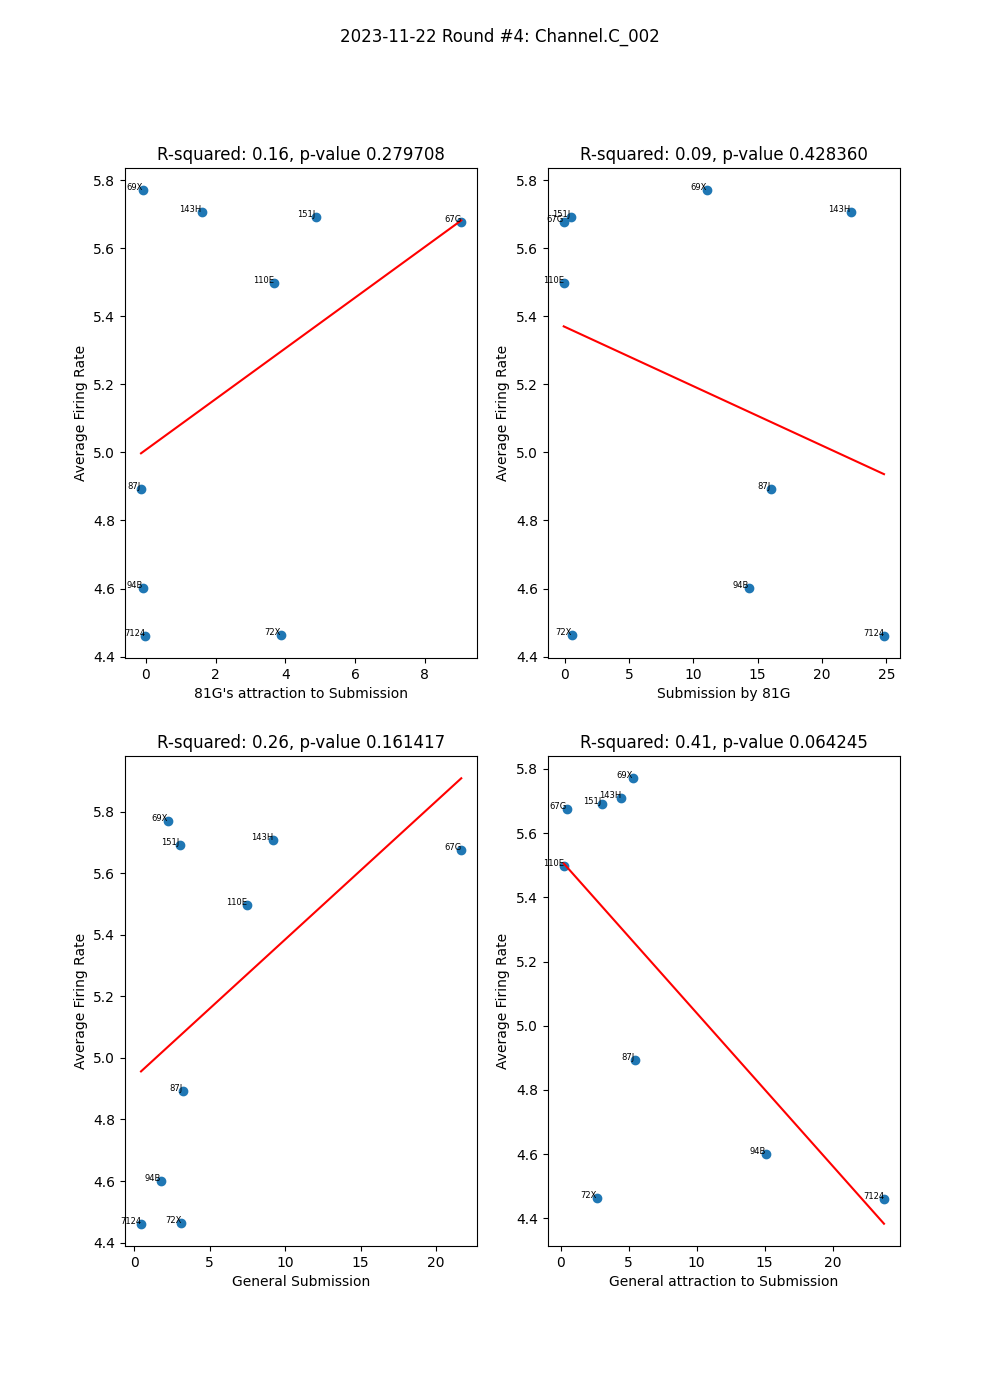 2023-11-22 Round #4: Channel.C_002
R-squared: 0.16, p-value 0.279708
5.8
5.6
5.4
5.2
5.0
4.8
4.6
4.4
Average Firing Rate
69X
143H
151J
67G
110E
87J
94B
7124
72X
0 2 4 6 8
81G's attraction to Submission
R-squared: 0.09, p-value 0.428360
5.8
5.6
5.4
5.2
5.0
4.8
4.6
4.4
Average Firing Rate
69X
143H
151J
67G
110E
87J
94B
72X
7124
0 5 10 15 20 25
Submission by 81G
R-squared: 0.26, p-value 0.161417
5.8
5.6
5.4
5.2
5.0
4.8
4.6
4.4
Average Firing Rate
69X
151J
143H
67G
110E
87J
94B
7124
72X
0 5 10 15 20
General Submission
R-squared: 0.41, p-value 0.064245
5.8
5.6
5.4
5.2
5.0
4.8
4.6
4.4
Average Firing Rate
69X
143H
151J
67G
110E
87J
94B
72X
7124
0 5 10 15 20
General attraction to Submission